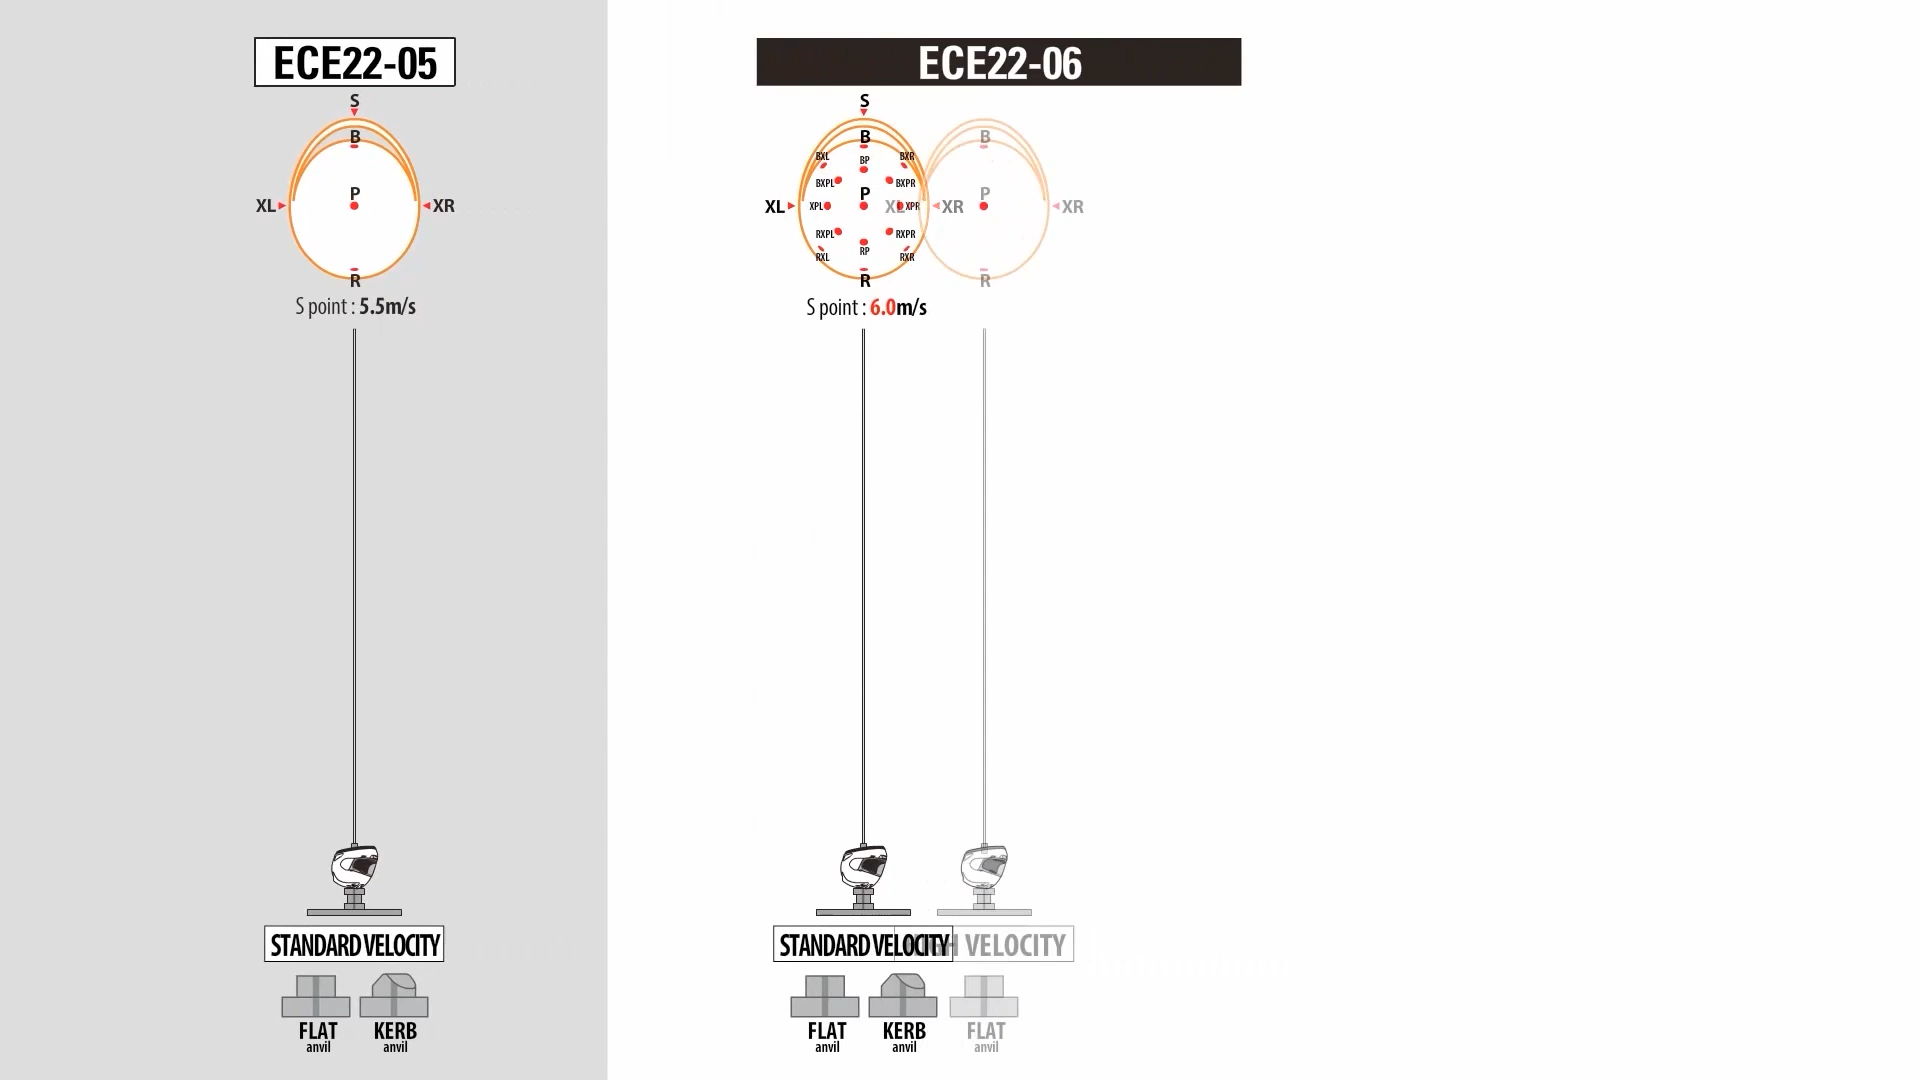 ECE22-05
S
B
P
XL
XR
R
S point : 5.5m/s
STANDARD VELOCITY
FLAT
anvil
KERB
anvil
ECE22-06
S
B
BXL
BP
BXR
BXPL
BXPR
P
XL
XPL
XPR
XR
RXPL
RXPR
RP
RXL
RXR
R
S point : 6.0m/s
STANDARD VELOCITY
FLAT
anvil
KERB
anvil
B
P
XL
XR
R
VELOCITY
FLAT
anvil